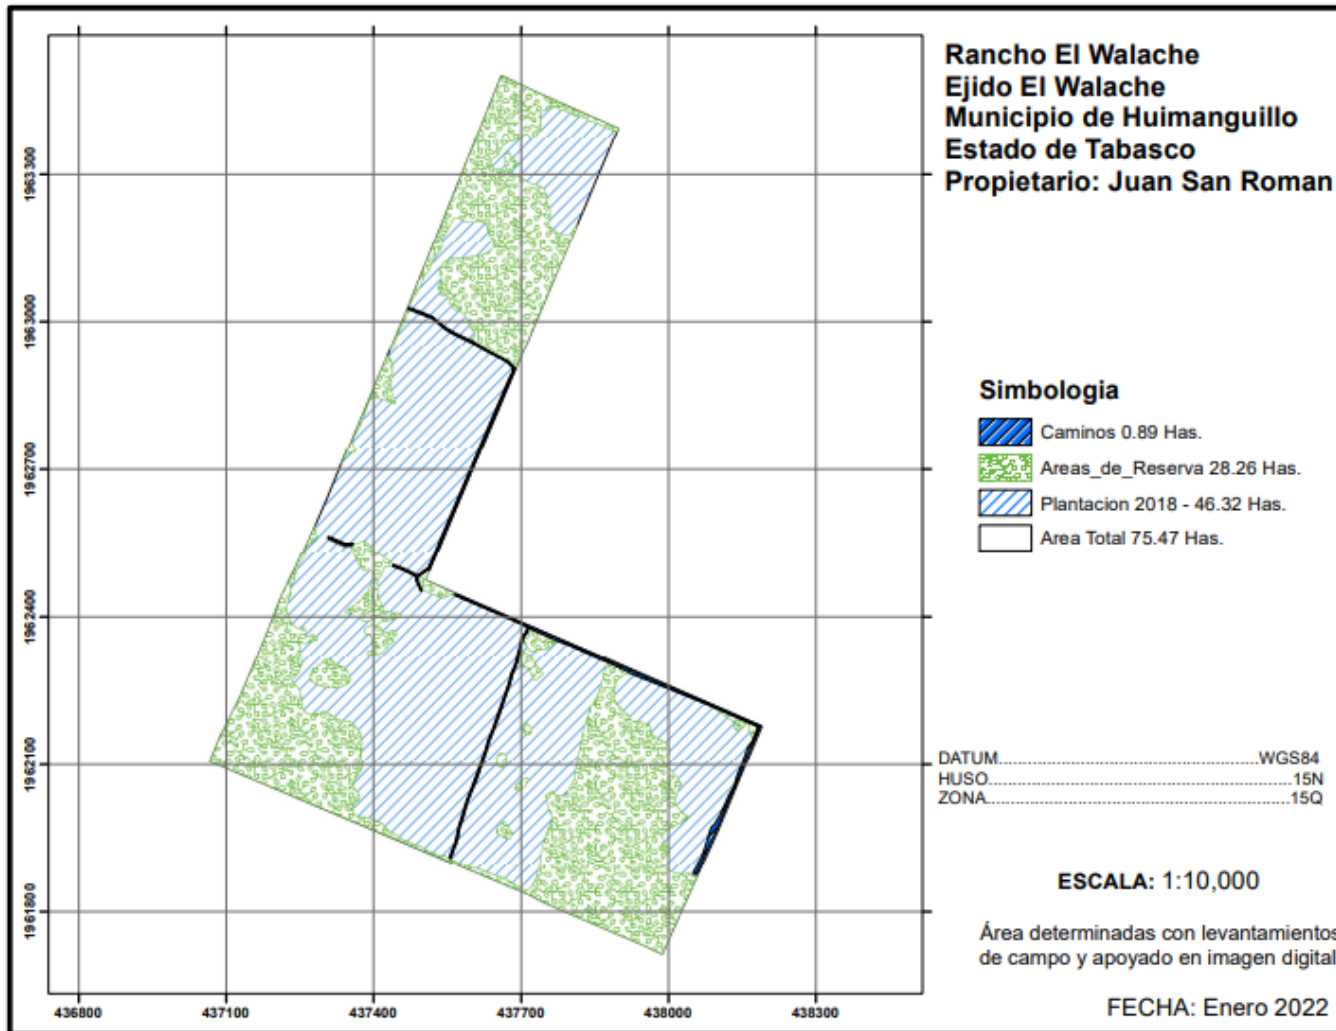 Rancho El Walache
Ejido El Walache
Municipio de Huimanguillo
Estado de Tabasco
Propietario: Juan San Roman
1963300
1963000
1962700
1962400
1962100
1961800
436800 437100 437400 437700 438000 438300
Simbologia
Caminos 0.89 Has.
Areas_de_Reserva 28.26 Has.
Plantacion 2018 - 46.32 Has.
Area Total 75.47 Has.
DATUM..........................................................WGS84
HUSO....................................................................15N
ZONA....................................................................15Q
ESCALA: 1:10,000
Área determinadas con levantamientos
de campo y apoyado en imagen digital
FECHA: Enero 2022